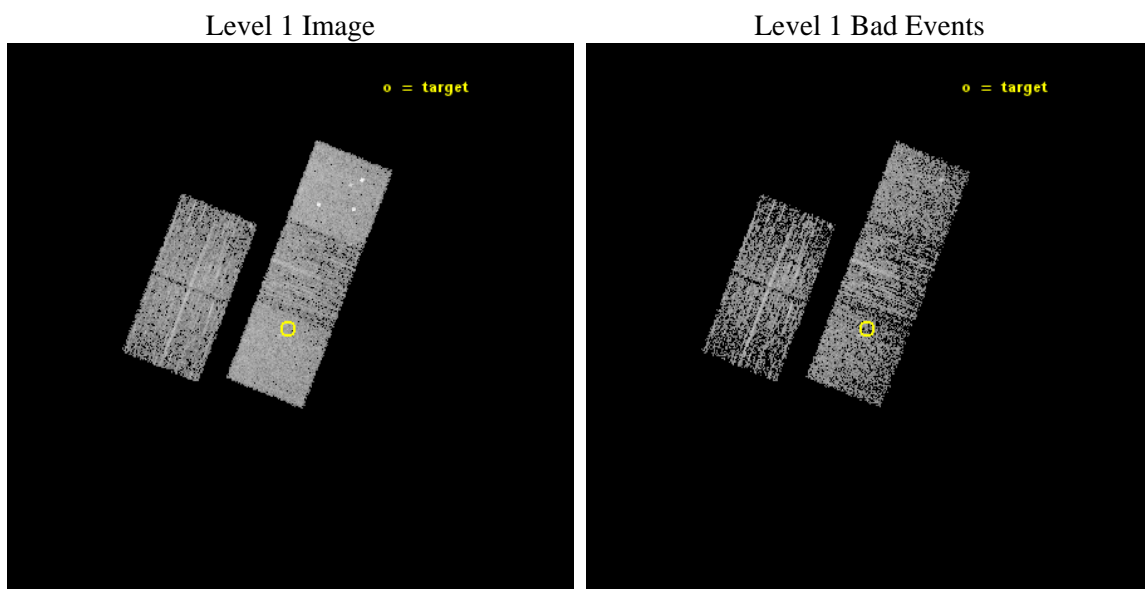 Level 1 Image
Level 1 Bad Events
o = target
o = target